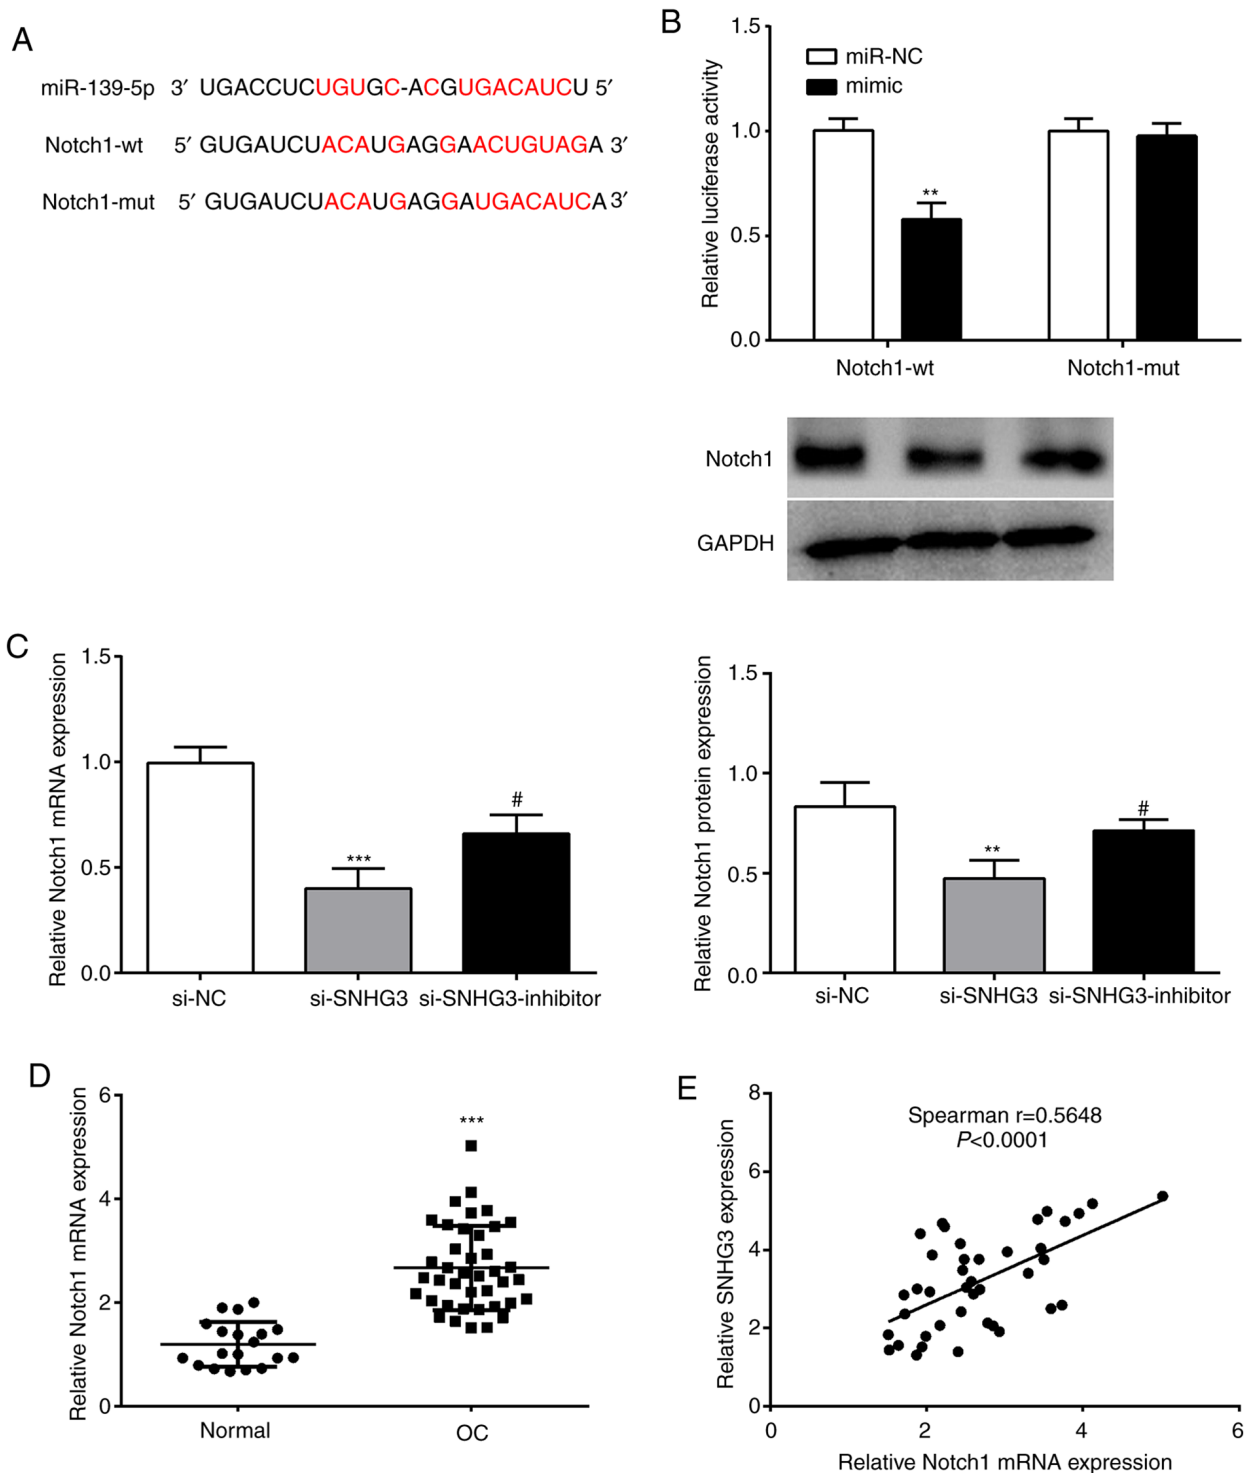 A
miR-139-5p 3′ UGACCUCUGUGC-ACGUGACAUCU 5′
Notch1-wt 5′ GUGAUCUACAUGAGGAACUGUAGA 3′
Notch1-mut 5′ GUGAUCUACAUGAGGAUGACAUCA 3′
B
Relative luciferase activity
1.5
1.0
0.5
0.0
miR-NC
mimic
**
Notch1-wt
Notch1-mut
Notch1
GAPDH
C
Relative Notch1 mRNA expression
1.5
1.0
0.5
0.0
***
#
si-NC
si-SNHG3
si-SNHG3-inhibitor
Relative Notch1 protein expression
1.5
1.0
0.5
0.0
**
#
si-NC
si-SNHG3
si-SNHG3-inhibitor
D
Relative Notch1 mRNA expression
6
4
2
0
***
Normal
OC
E
Relative SNHG3 expression
8
6
4
2
0
Spearman r=0.5648
P<0.0001
0
2
4
6
Relative Notch1 mRNA expression